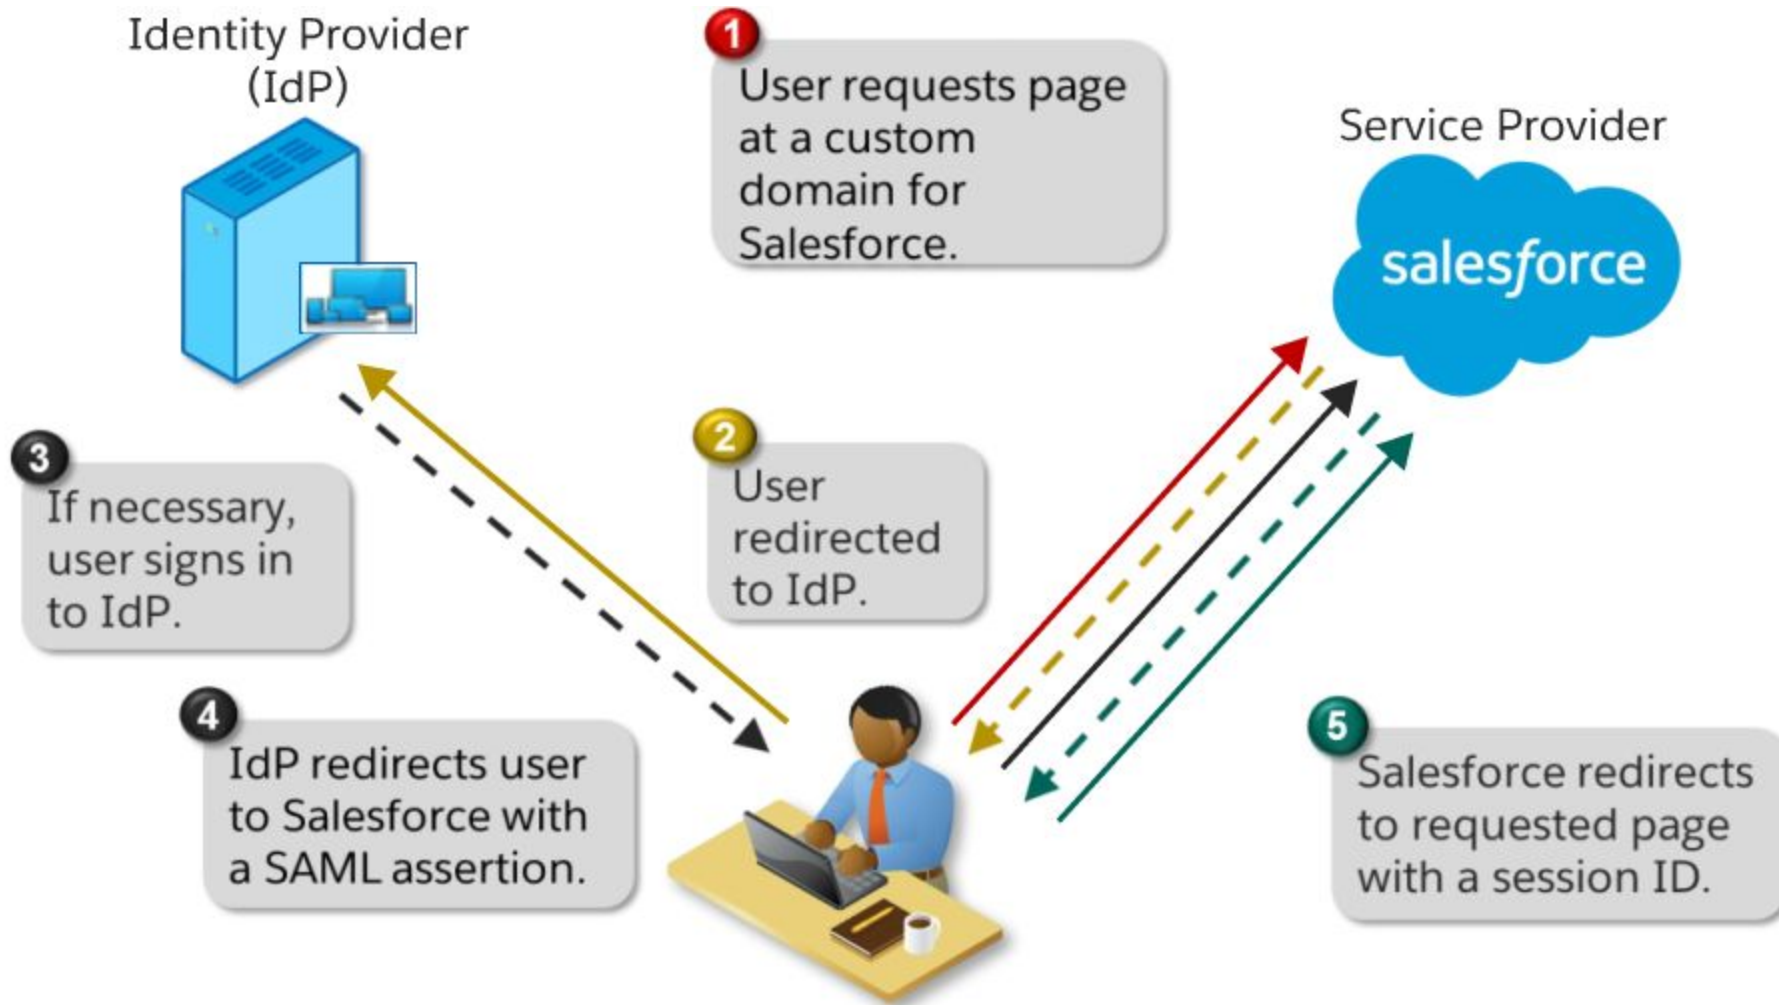 Identity Provider
(IdP)
1
User requests page
at a custom
domain for
Salesforce.
Service Provider
salesforce
2
User
redirected
to IdP.
3
If necessary,
user signs in
to IdP.
4
IdP redirects user
to Salesforce with
a SAML assertion.
5
Salesforce redirects
to requested page
with a session ID.